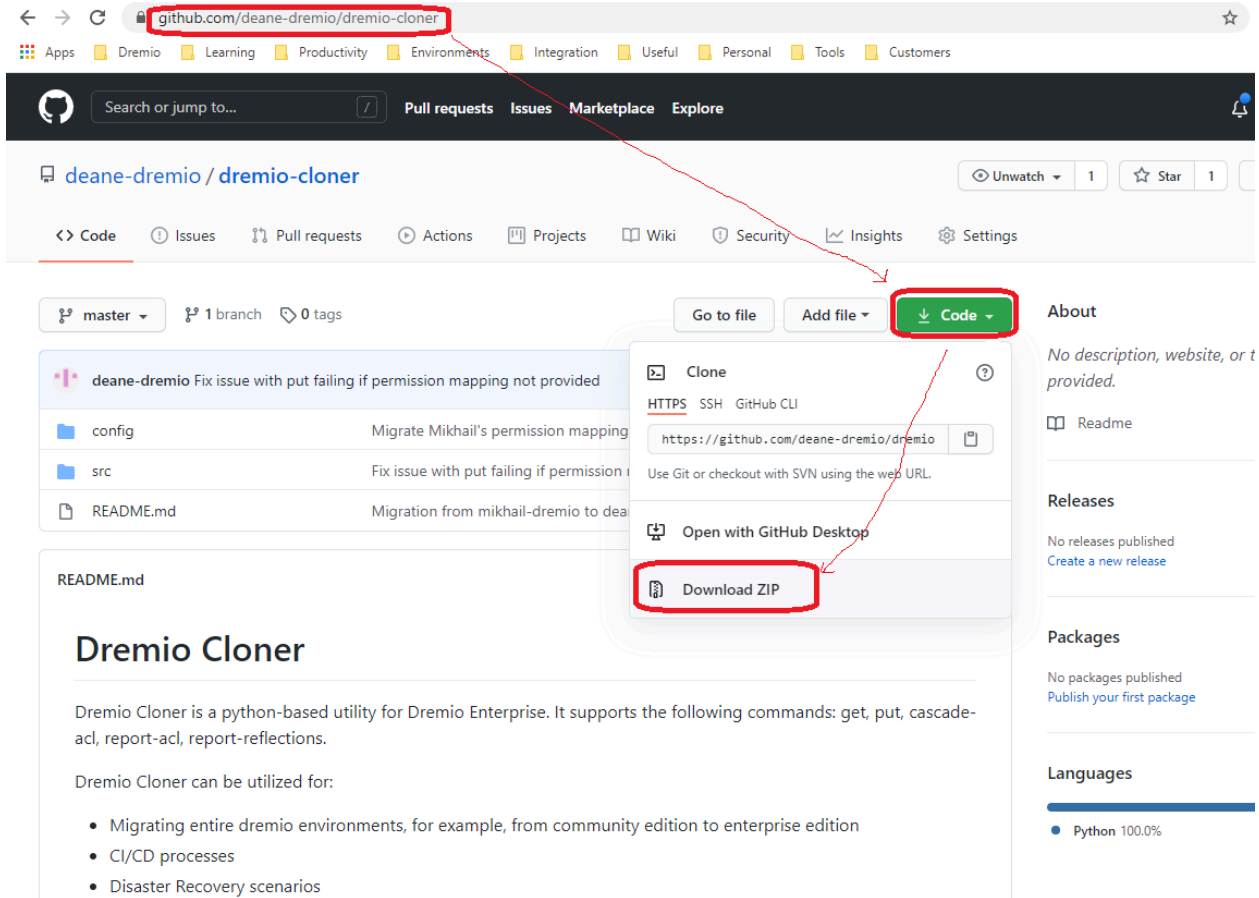 github.com/deane-dremio/dremio-cloner
Apps Dremio Learning Productivity Environments Integration Useful Personal Tools Customers
Search or jump to... / Pull requests Issues Marketplace Explore
deane-dremio / dremio-cloner
Unwatch 1 Star 1
<> Code Issues Pull requests Actions Projects Wiki Security Insights Settings
master 1 branch 0 tags Go to file Add file Code
deane-dremio Fix issue with put failing if permission mapping not provided
config Migrate Mikhail's permission mapping
src Fix issue with put failing if permission
README.md Migration from mikhail-dremio to
Clone
HTTPS SSH GitHub CLI
https://github.com/deane-dremio/dremio
Use Git or checkout with SVN using the web URL.
Open with GitHub Desktop
Download ZIP
About
No description, website, or
provided.
Readme
Releases
No releases published
Create a new release
Packages
No packages published
Publish your first package
Languages
Python 100.0%
README.md
Dremio Cloner
Dremio Cloner is a python-based utility for Dremio Enterprise. It supports the following commands: get, put, cascade-
acl, report-acl, report-reflections.
Dremio Cloner can be utilized for:
• Migrating entire dremio environments, for example, from community edition to enterprise edition
• CI/CD processes
• Disaster Recovery scenarios